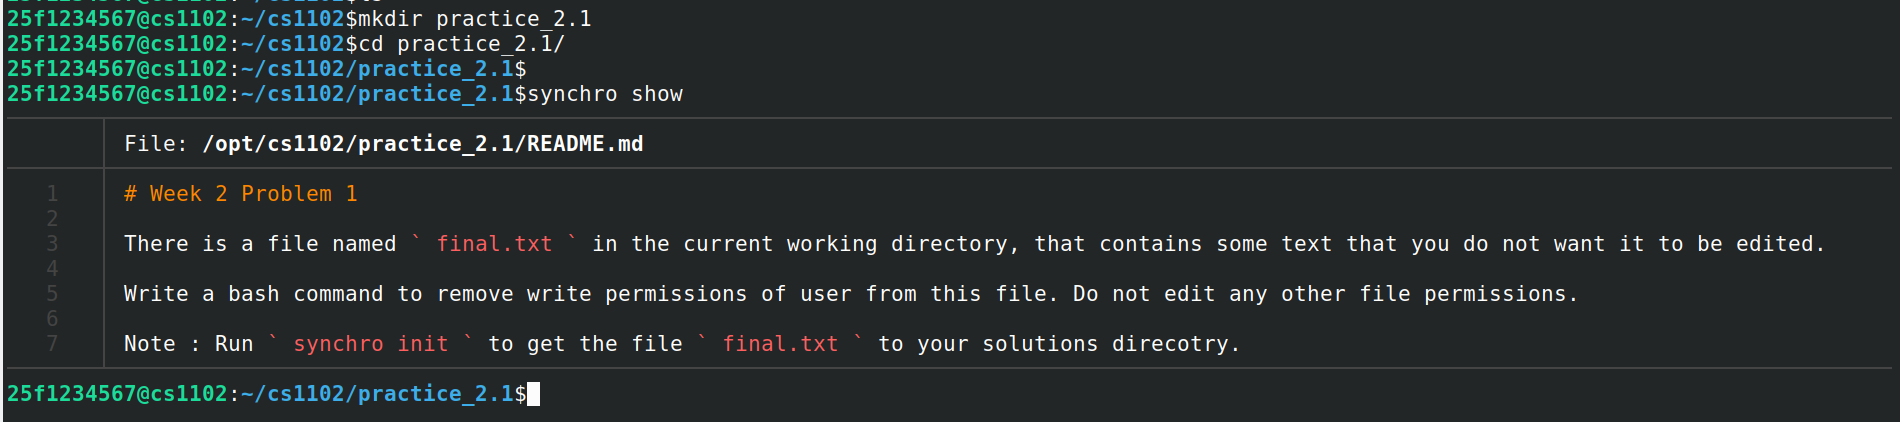 25f1234567@cs1102:~/cs1102$mkdir practice_2.1
25f1234567@cs1102:~/cs1102$cd practice_2.1/
25f1234567@cs1102:~/cs1102/practice_2.1$
25f1234567@cs1102:~/cs1102/practice_2.1$synchro show
File: /opt/cs1102/practice_2.1/README.md
1 # Week 2 Problem 1
2
3 There is a file named ` final.txt ` in the current working directory, that contains some text that you do not want it to be edited.
4
5 Write a bash command to remove write permissions of user from this file. Do not edit any other file permissions.
6
7 Note : Run ` synchro init ` to get the file ` final.txt ` to your solutions direcotry.
25f1234567@cs1102:~/cs1102/practice_2.1$